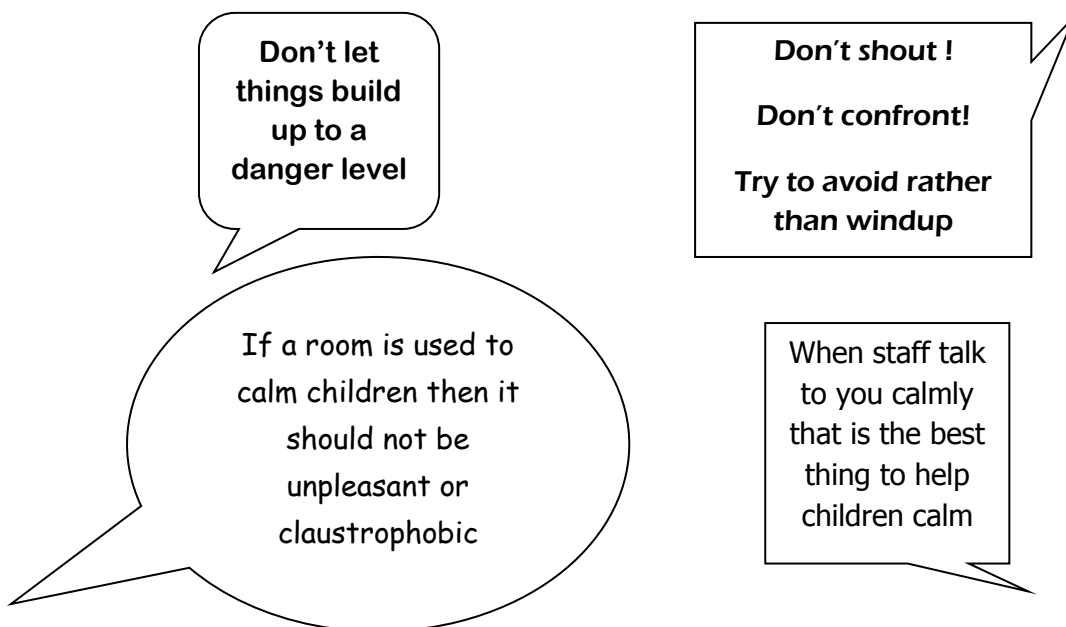 Don’t let
things build
up to a
danger level
Don’t shout !
Don’t confront!
Try to avoid rather
than windup
If a room is used to
calm children then it
should not be
unpleasant or
claustrophobic
When staff talk
to you calmly
that is the best
thing to help
children calm